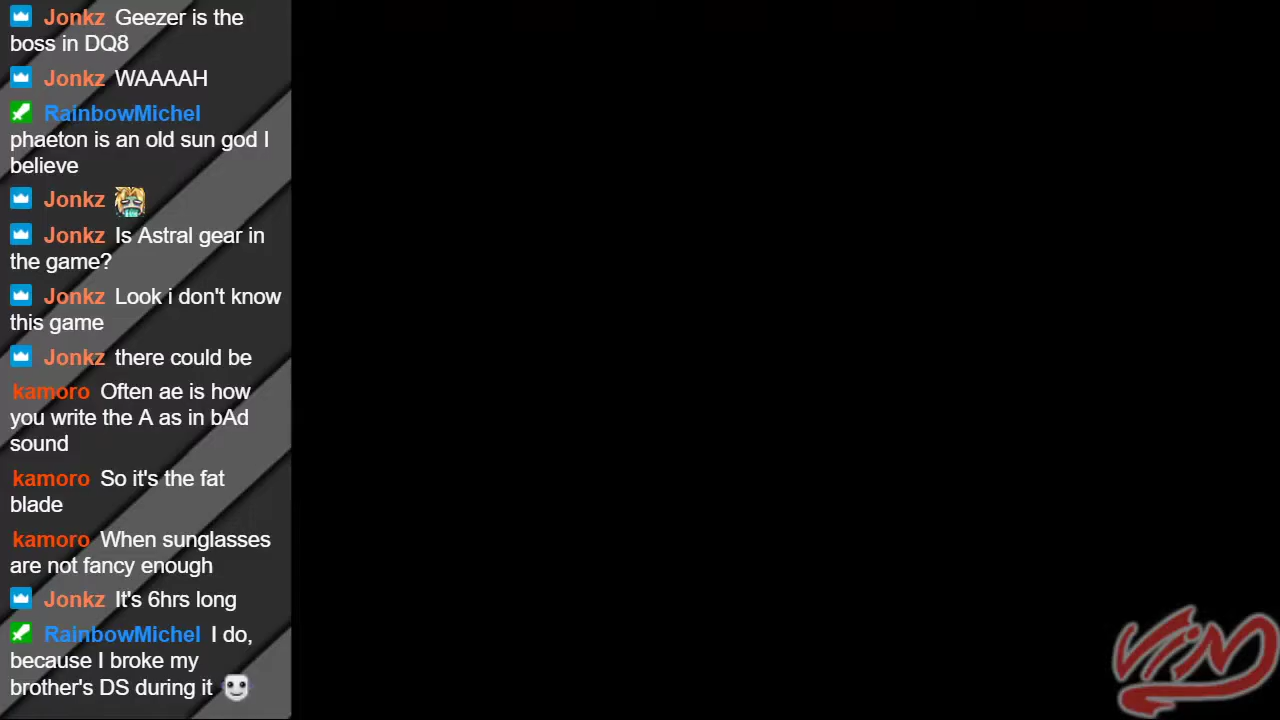 Jonkz Geezer is the
boss in DQ8
Jonkz WAAAAH
RainbowMichel
phaeton is an old sun god I
believe
Jonkz
Jonkz Is Astral gear in
the game?
Jonkz Look i don't know
this game
Jonkz there could be
kamoro Often ae is how
you write the A as in bAd
sound
kamoro So it's the fat
blade
kamoro When sunglasses
are not fancy enough
Jonkz It's 6hrs long
RainbowMichel I do,
because I broke my
brother's DS during it